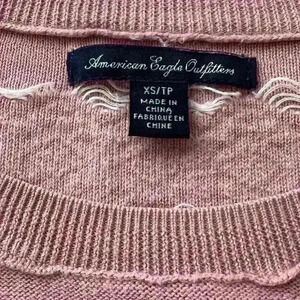 American Eagle Outfitters
XS/TP
MADE IN
CHINA
FABRIQUÉ EN
CHINE